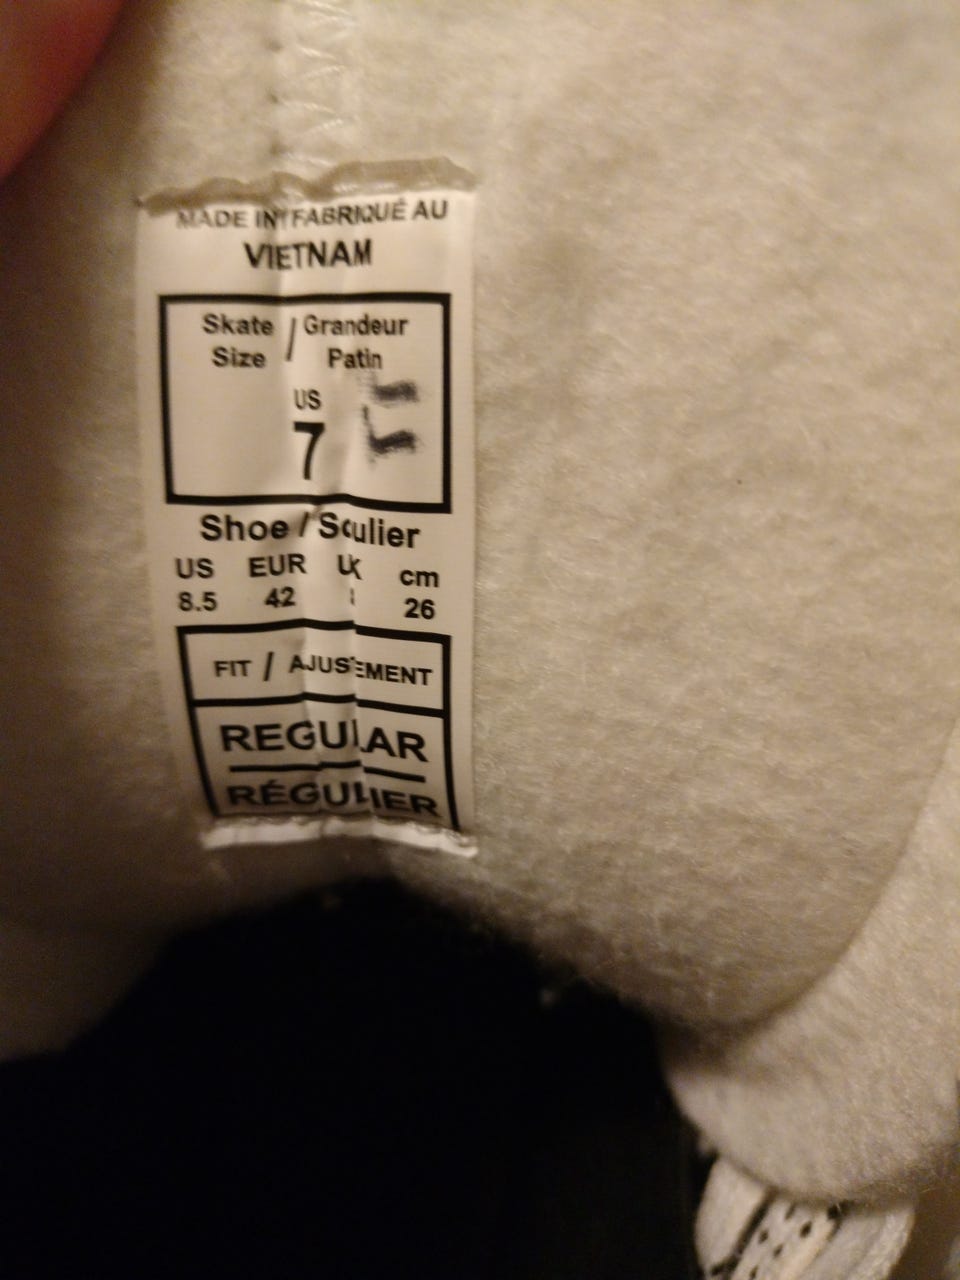 MADE IN / FABRIQUÉ AU
VIETNAM
Skate / Grandeur
Size Patin
US
7
Shoe / Soulier
US EUR UK cm
8.5 42 26
FIT / AJUSTEMENT
REGULAR
RÉGULIER